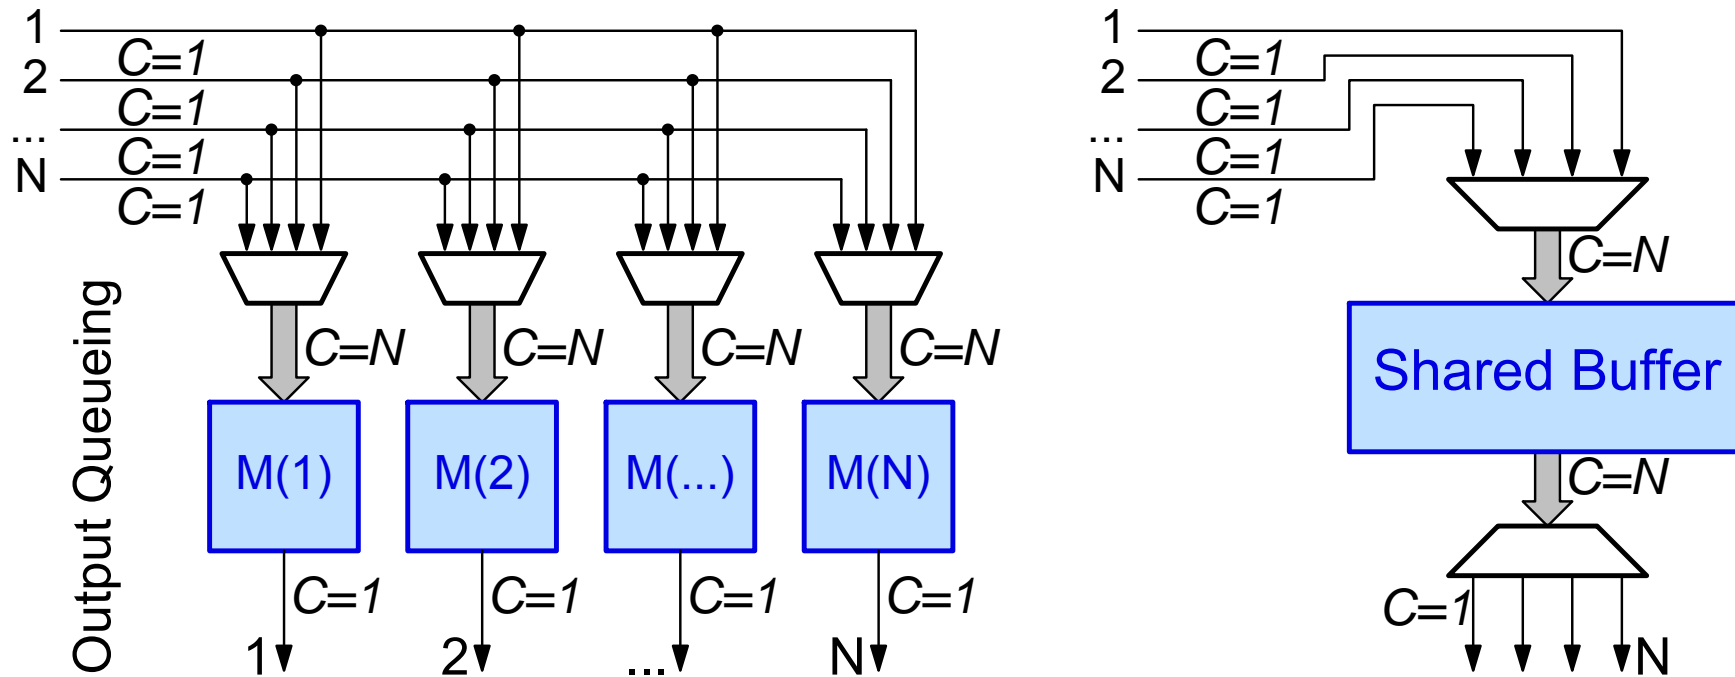 1
C=1
2
C=1
...
C=1
N
C=1
Output Queueing
C=N
C=N
C=N
C=N
M(1)
M(2)
M(...)
M(N)
C=1
C=1
C=1
C=1
1
2
...
N
1
C=1
2
C=1
...
C=1
N
C=1
C=N
Shared Buffer
C=N
C=1
N